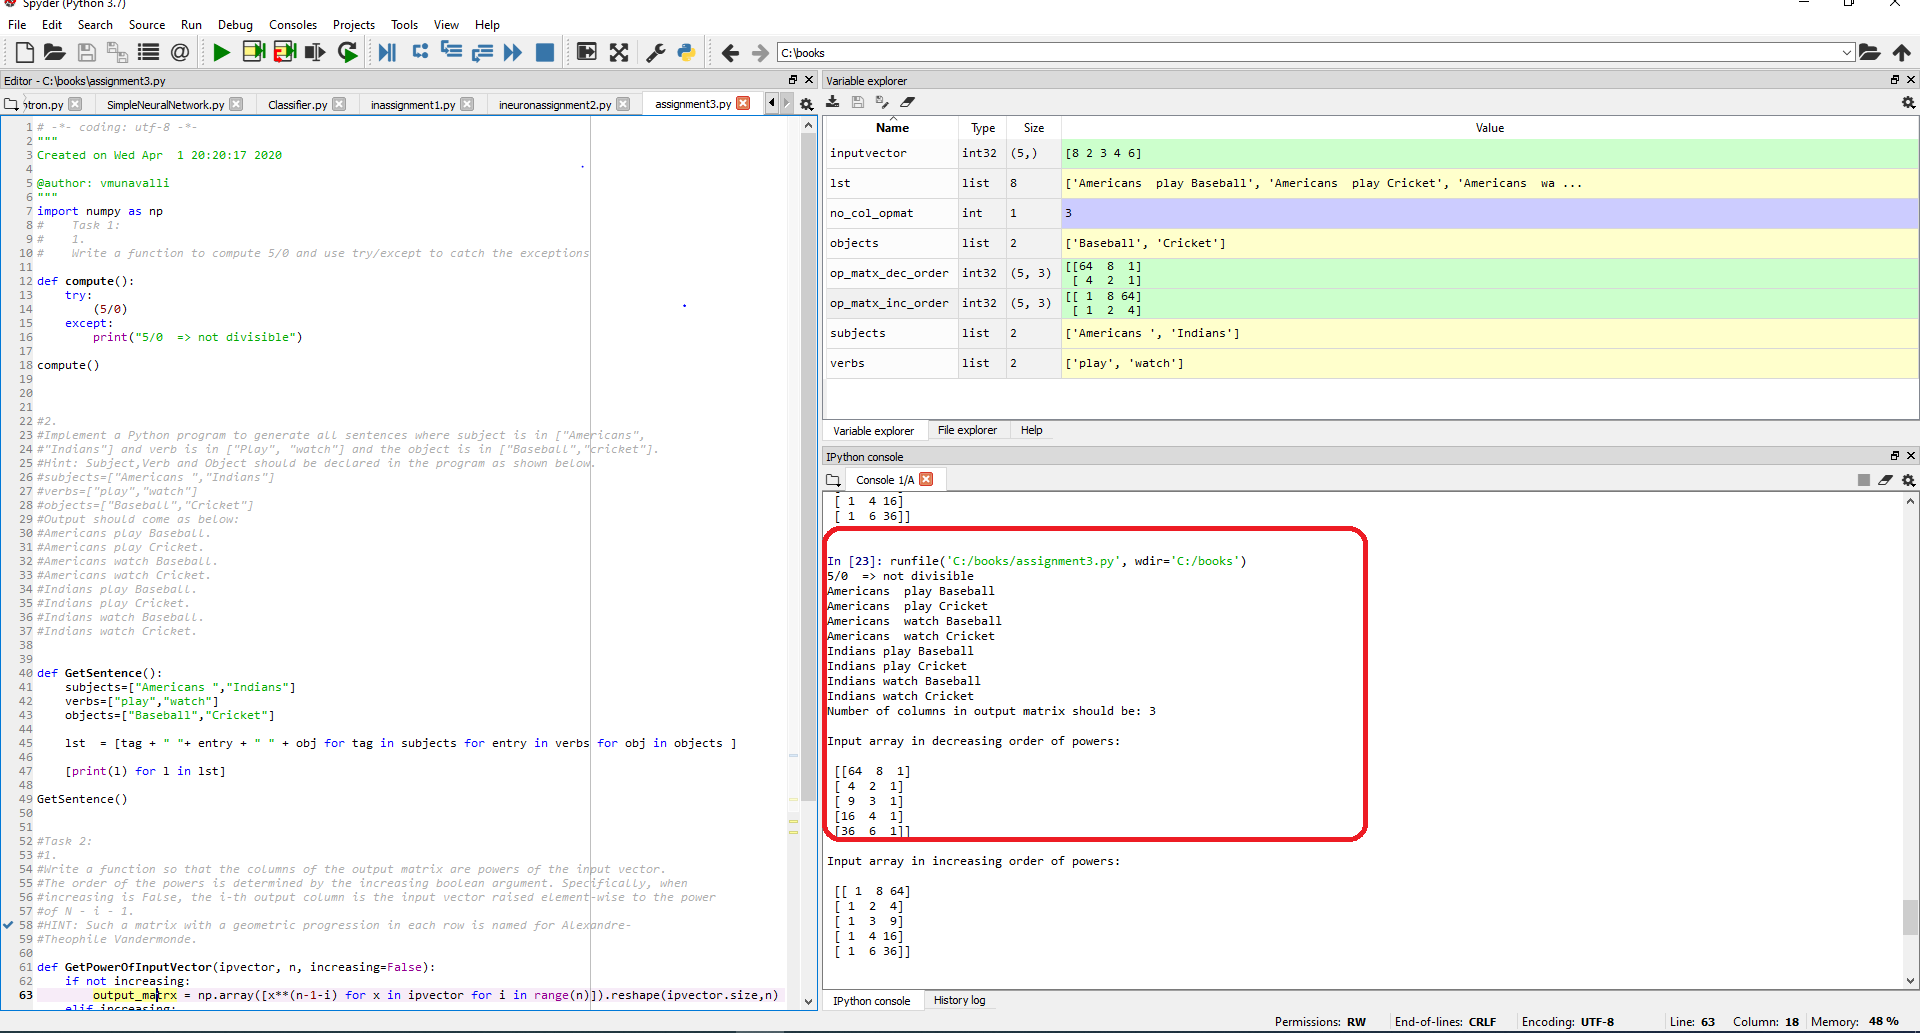 Spyder (Python 3.7)
File Edit Search Source Run Debug Consoles Projects Tools View Help
C:\books
Editor - C:\books\assignment3.py
ntron.py SimpleNeuralNetwork.py Classifier.py inassignment1.py ineuronassignment2.py assignment3.py
1 # -*- coding: utf-8 -*-
2 """
3 Created on Wed Apr  1 20:20:17 2020
4
5 @author: vmunavalli
6 """
7 import numpy as np
8 #    Task 1:
9 #    1.
10 #    Write a function to compute 5/0 and use try/except to catch the exceptions
11
12 def compute():
13     try:
14         (5/0)
15     except:
16         print("5/0  => not divisible")
17
18 compute()
19
20
21
22 #2.
23 #Implement a Python program to generate all sentences where subject is in ["Americans",
24 #"Indians"] and verb is in ["Play", "watch"] and the object is in ["Baseball","cricket"].
25 #Hint: Subject,Verb and Object should be declared in the program as shown below.
26 #subjects=["Americans ","Indians"]
27 #verbs=["play","watch"]
28 #objects=["Baseball","Cricket"]
29 #Output should come as below:
30 #Americans play Baseball.
31 #Americans play Cricket.
32 #Americans watch Baseball.
33 #Americans watch Cricket.
34 #Indians play Baseball.
35 #Indians play Cricket.
36 #Indians watch Baseball.
37 #Indians watch Cricket.
38
39
40 def GetSentence():
41     subjects=["Americans ","Indians"]
42     verbs=["play","watch"]
43     objects=["Baseball","Cricket"]
44
45     lst  = [tag + " "+ entry + " " + obj for tag in subjects for entry in verbs for obj in objects ]
46
47     [print(l) for l in lst]
48
49 GetSentence()
50
51
52 #Task 2:
53 #1.
54 #Write a function so that the columns of the output matrix are powers of the input vector.
55 #The order of the powers is determined by the increasing boolean argument. Specifically, when
56 #increasing is False, the i-th output column is the input vector raised element-wise to the power
57 #of N - i - 1.
58 #HINT: Such a matrix with a geometric progression in each row is named for Alexandre-
59 #Theophile Vandermonde.
60
61 def GetPowerOfInputVector(ipvector, n, increasing=False):
62     if not increasing:
63         output_matrx = np.array([x**(n-1-i) for x in ipvector for i in range(n)]).reshape(ipvector.size,n)
elif increasing:
Variable explorer
Name Type Size Value
inputvector int32 (5,) [8 2 3 4 6]
lst list 8 ['Americans  play Baseball', 'Americans  play Cricket', 'Americans  wa ...
no_col_opmat int 1 3
objects list 2 ['Baseball', 'Cricket']
op_matx_dec_order int32 (5, 3) [[64  8  1]
[ 4  2  1]
op_matx_inc_order int32 (5, 3) [[ 1  8 64]
[ 1  2  4]
subjects list 2 ['Americans ', 'Indians']
verbs list 2 ['play', 'watch']
Variable explorer File explorer Help
IPython console
Console 1/A
[ 1  4 16]
[ 1  6 36]]
In [23]: runfile('C:/books/assignment3.py', wdir='C:/books')
5/0  => not divisible
Americans  play Baseball
Americans  play Cricket
Americans  watch Baseball
Americans  watch Cricket
Indians play Baseball
Indians play Cricket
Indians watch Baseball
Indians watch Cricket
Number of columns in output matrix should be: 3
Input array in decreasing order of powers:
[[64  8  1]
[ 4  2  1]
[ 9  3  1]
[16  4  1]
[36  6  1]]
Input array in increasing order of powers:
[[ 1  8 64]
[ 1  2  4]
[ 1  3  9]
[ 1  4 16]
[ 1  6 36]]
IPython console History log
Permissions: RW End-of-lines: CRLF Encoding: UTF-8 Line: 63 Column: 18 Memory: 48 %